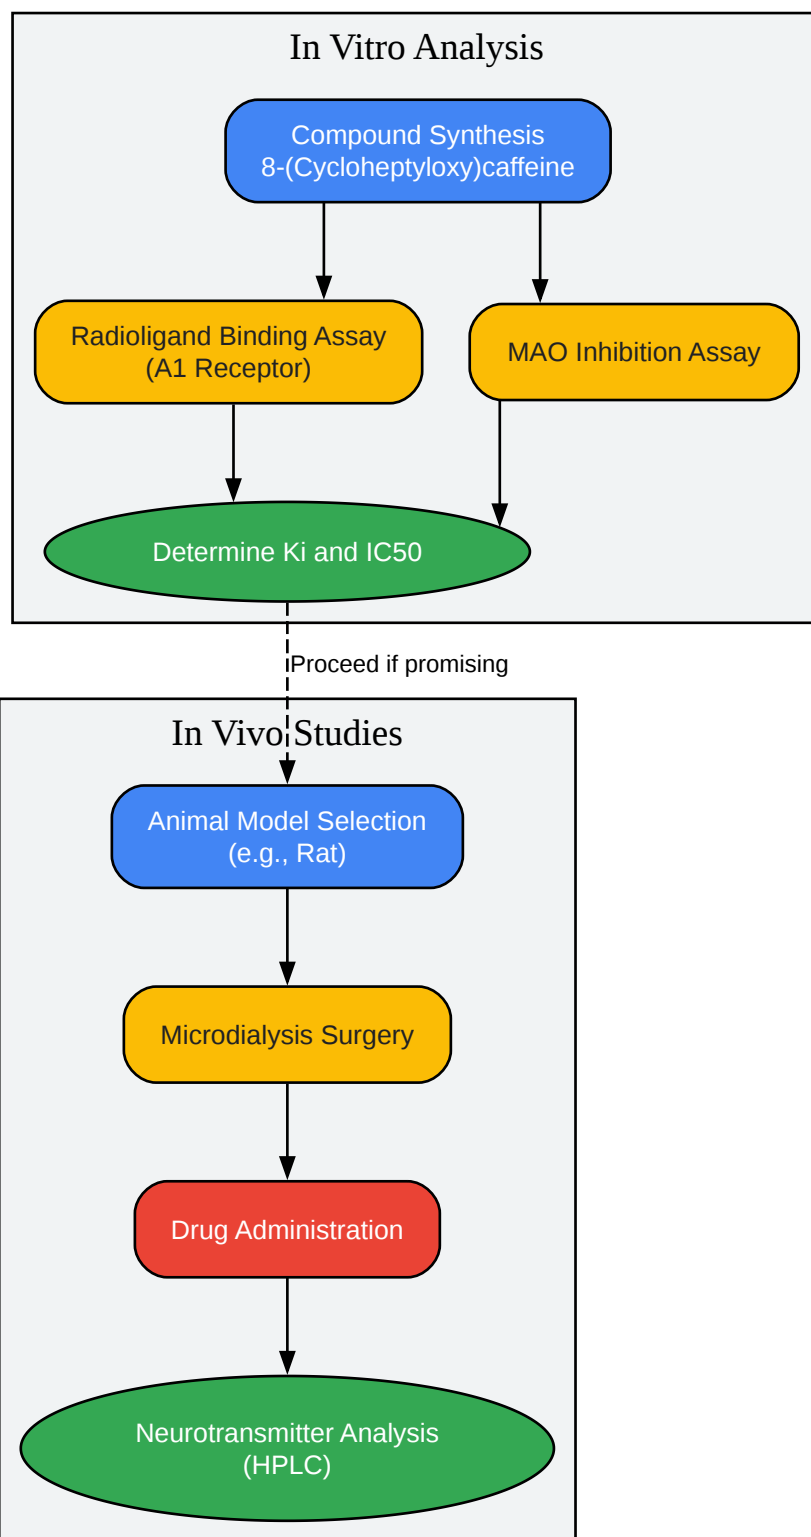 In Vitro Analysis
Compound Synthesis
8-(Cycloheptyloxy)caffeine
Radioligand Binding Assay
(A1 Receptor)
MAO Inhibition Assay
Determine Ki and IC50
Proceed if promising
In Vivo Studies
Animal Model Selection
(e.g., Rat)
Microdialysis Surgery
Drug Administration
Neurotransmitter Analysis
(HPLC)